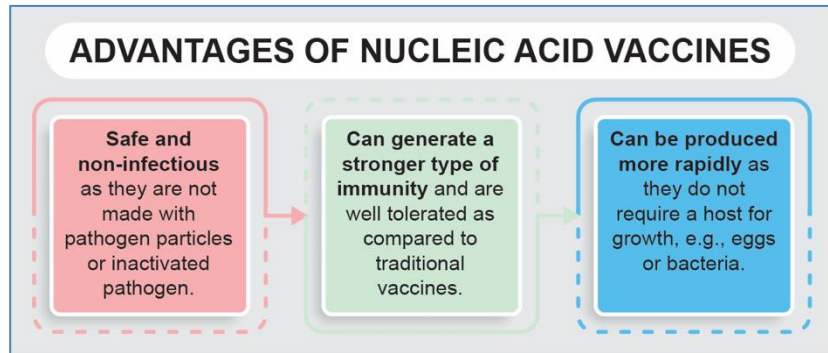 ADVANTAGES OF NUCLEIC ACID VACCINES
Safe and
non-infectious
as they are not
made with
pathogen particles
or inactivated
pathogen.
Can generate a
stronger type of
immunity and are
well tolerated as
compared to
traditional
vaccines.
Can be produced
more rapidly as
they do not
require a host for
growth, e.g., eggs
or bacteria.